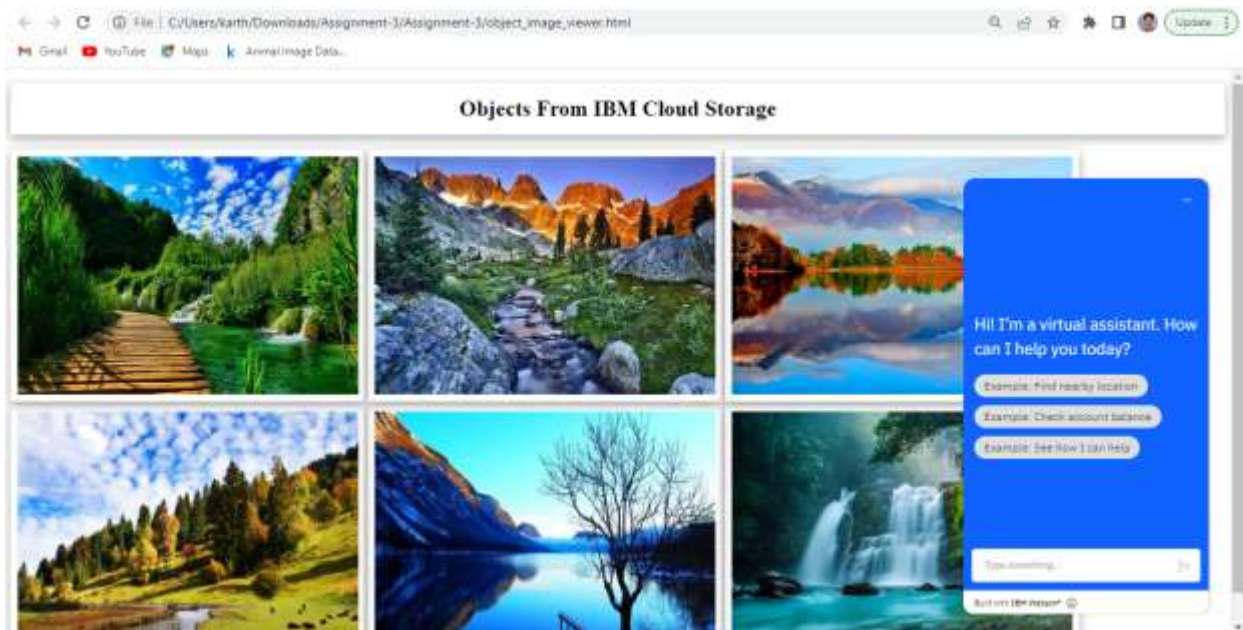 File | C:/Users/karth/Downloads/Assignment-3/Assignment-3/object_image_viewer.html
Update
Gmail YouTube Maps Animal Image Data...
Objects From IBM Cloud Storage
Hi! I'm a virtual assistant. How
can I help you today?
Example: Find nearby location
Example: Check account balance
Example: See how I can help
Type something...
Built with IBM Watson®